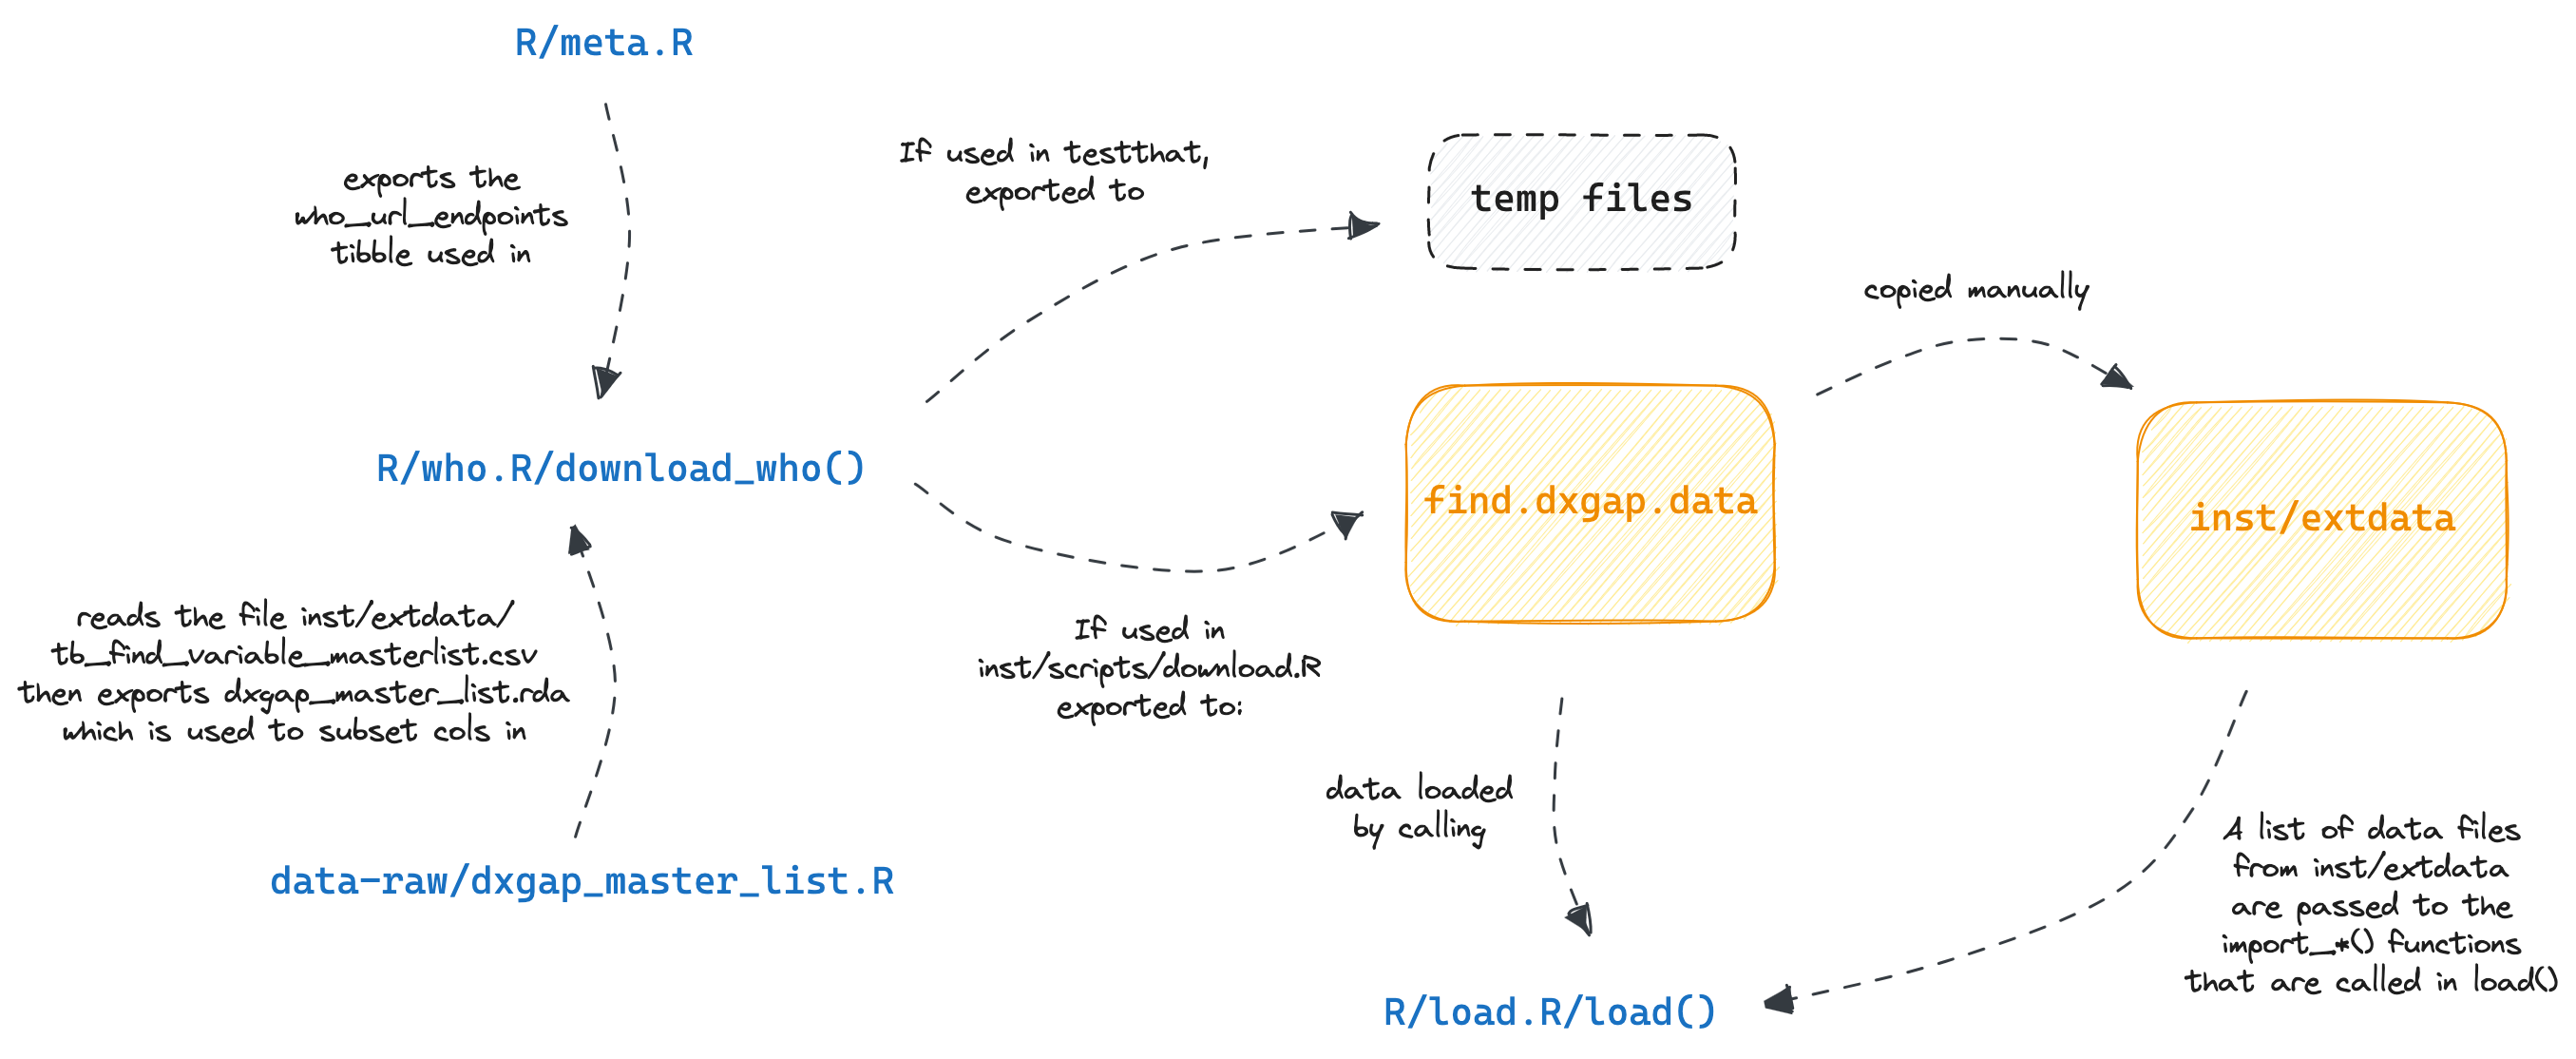 R/meta.R
exports the
who_url_endpoints
tibble used in
If used in testthat,
exported to
temp files
copied manually
R/who.R/download_who()
find.dxgap.data
inst/extdata
reads the file inst/extdata/
tb_find_variable_masterlist.csv
then exports dxgap_master_list.rda
which is used to subset cols in
If used in
inst/scripts/download.R
exported to:
data loaded
by calling
A list of data files
from inst/extdata
are passed to the
import_*() functions
that are called in load()
data-raw/dxgap_master_list.R
R/load.R/load()